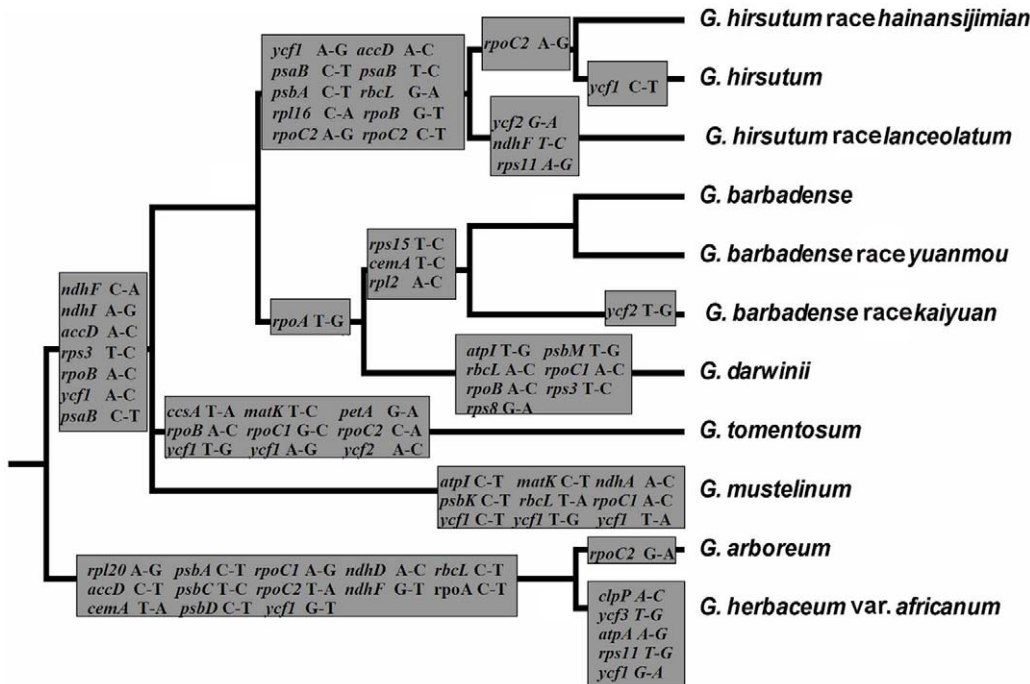 G. hirsutum race hainansijimian
rpoC2 A-G
ycf1 A-G accD A-C
psaB C-T psaB T-C
psbA C-T rbcL G-A
rpl16 C-A rpoB G-T
rpoC2 A-G rpoC2 C-T
ycf1 C-T
G. hirsutum
ycf2 G-A
ndhF T-C
rps11 A-G
G. hirsutum race lanceolatum
G. barbadense
rps15 T-C
cemA T-C
rpl2 A-C
G. barbadense race yuanmou
ycf2 T-G
G. barbadense race kaiyuan
rpoA T-G
ndhF C-A
ndhI A-G
accD A-C
rps3 T-C
rpoB A-C
ycf1 A-C
psaB C-T
atpI T-G psbM T-G
rbcL A-C rpoC1 A-C
rpoB A-C rps3 T-C
rps8 G-A
G. darwinii
ccsA T-A matK T-C petA G-A
rpoB A-C rpoC1 G-C rpoC2 C-A
ycf1 T-G ycf1 A-G ycf2 A-C
G. tomentosum
atpI C-T matK C-T ndhA A-C
psbK C-T rbcL T-A rpoC1 A-C
ycf1 C-T ycf1 T-G ycf1 T-A
G. mustelinum
rpoC2 G-A
G. arboreum
rpl20 A-G psbA C-T rpoC1 A-G ndhD A-C rbcL C-T
accD C-T psbC T-C rpoC2 T-A ndhF G-T rpoA C-T
cemA T-A psbD C-T ycf1 G-T
clpP A-C
ycf3 T-G
atpA A-G
rps11 T-G
ycf1 G-A
G. herbaceum var. africanum